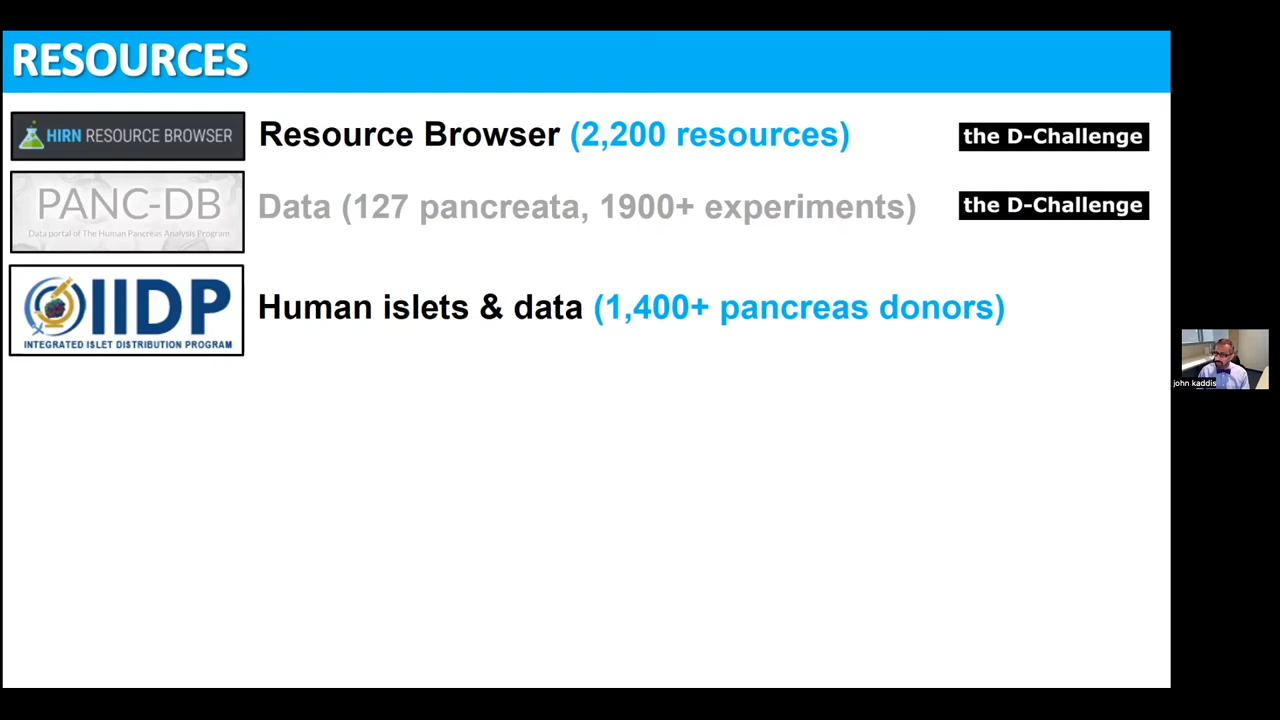 RESOURCES
HIRN RESOURCE BROWSER
Resource Browser (2,200 resources)
the D-Challenge
PANC-DB
Data portal of The Human Pancreas Analysis Program
Data (127 pancreata, 1900+ experiments)
the D-Challenge
IIDP
INTEGRATED ISLET DISTRIBUTION PROGRAM
Human islets & data (1,400+ pancreas donors)
john kaddis